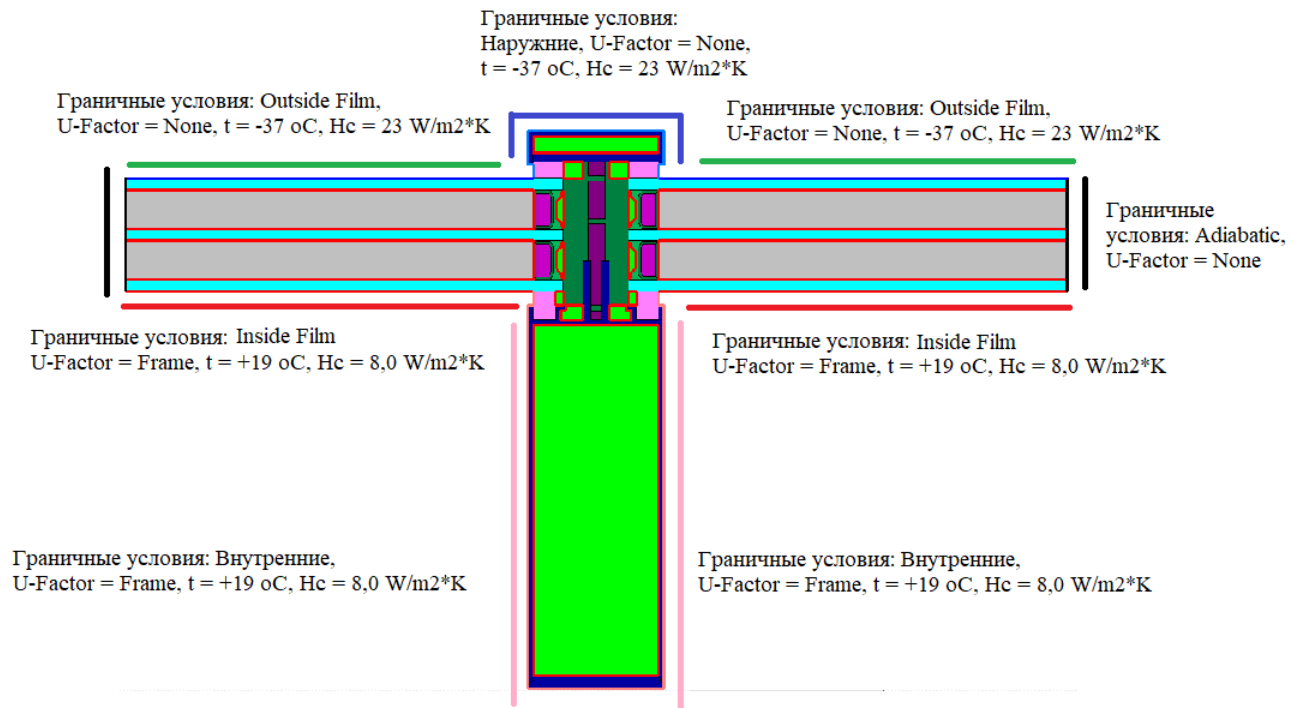 Граничные условия:
Наружние, U-Factor = None,
t = -37 oC, Hc = 23 W/m2*K
Граничные условия: Outside Film,
U-Factor = None, t = -37 oC, Hc = 23 W/m2*K
Граничные условия: Outside Film,
U-Factor = None, t = -37 oC, Hc = 23 W/m2*K
Граничные
условия: Adiabatic,
U-Factor = None
Граничные условия: Inside Film
U-Factor = Frame, t = +19 oC, Hc = 8,0 W/m2*K
Граничные условия: Inside Film
U-Factor = Frame, t = +19 oC, Hc = 8,0 W/m2*K
Граничные условия: Внутренние,
U-Factor = Frame, t = +19 oC, Hc = 8,0 W/m2*K
Граничные условия: Внутренние,
U-Factor = Frame, t = +19 oC, Hc = 8,0 W/m2*K